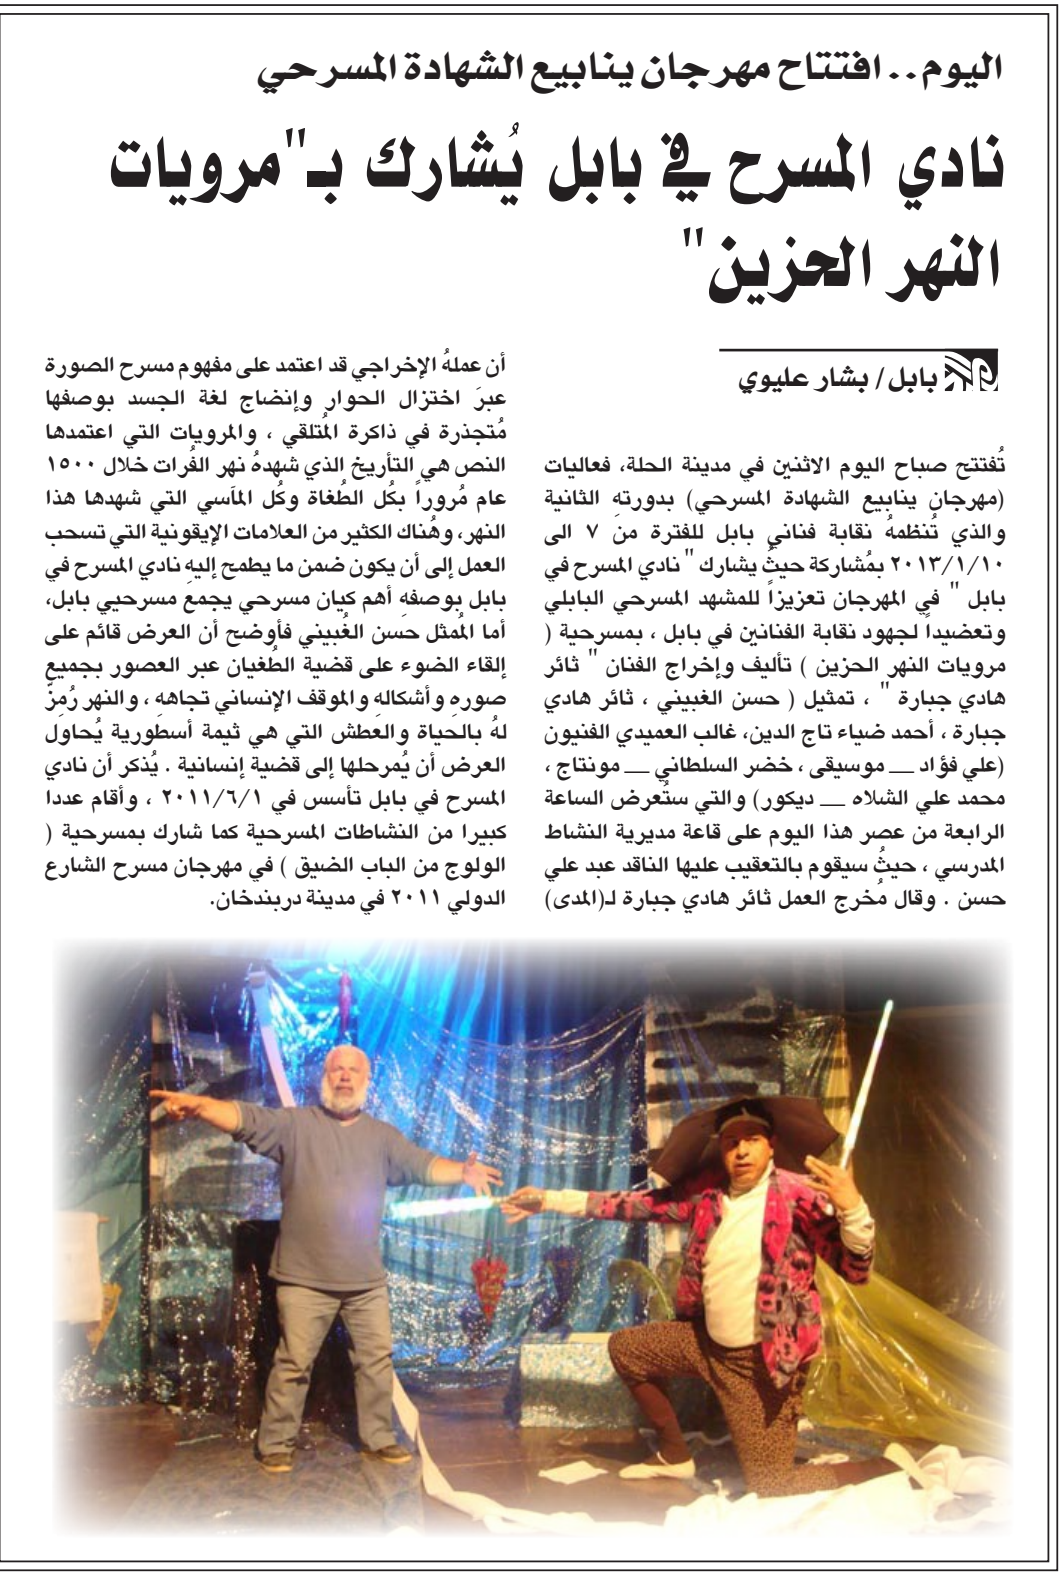 اليوم.. افتتاح مهرجان ينابيع الشهادة المسرحي
نادي المسرح في بابل يُشارك بـ"مرويات
النهر الحزين"
بابل/ بشار عليوي
تُفتتح صباح اليوم الاثنين في مدينة الحلة، فعاليات
(مهرجان ينابيع الشهادة المسرحي) بدورتهِ الثانية
والذي تُنظمهُ نقابة فناني بابل للفترة من ٧ الى
٢٠١٣/١/١٠ بمُشاركة حيثُ يشارك " نادي المسرح في
بابل " في المهرجان تعزيزاً للمشهد المسرحي البابلي
وتعضيداً لجهود نقابة الفنانين في بابل ، بمسرحية (
مرويات النهر الحزين ) تأليف وإخراج الفنان " ثائر
هادي جبارة " ، تمثيل ( حسن الغبيني ، ثائر هادي
جبارة ، أحمد ضياء تاج الدين، غالب العميدي الفنيون
(علي فؤاد __ موسيقى ، خضر السلطاني __ مونتاج ،
محمد علي الشلاه __ ديكور) والتي ستُعرض الساعة
الرابعة من عصر هذا اليوم على قاعة مديرية النشاط
المدرسي ، حيثُ سيقوم بالتعقيب عليها الناقد عبد علي
حسن . وقال مُخرج العمل ثائر هادي جبارة لـ(المدى)
أن عملهُ الإخراجي قد اعتمد على مفهوم مسرح الصورة
عبرَ اختزال الحوار وإنضاج لغة الجسد بوصفها
مُتجذرة في ذاكرة المُتلقي ، والمرويات التي اعتمدها
النص هي التأريخ الذي شهدهُ نهر الفُرات خلال ١٥٠٠
عام مُروراً بكُل الطُغاة وكُل المآسي التي شهدها هذا
النهر، وهُناك الكثير من العلامات الإيقونية التي تسحب
العمل إلى أن يكون ضمن ما يطمح إليهِ نادي المسرح في
بابل بوصفهِ أهم كيان مسرحي يجمعَ مسرحيي بابل،
أما المُمثل حسن الغُبيني فأوضح أن العرض قائم على
إلقاء الضوء على قضية الطُغيان عبر العصور بجميع
صورهِ وأشكالهِ والموقف الإنساني تجاههِ ، والنهر رُمزّ
لهُ بالحياة والعطش التي هي ثيمة أسطورية يُحاول
العرض أن يُمرحلها إلى قضية إنسانية . يُذكر أن نادي
المسرح في بابل تأسس في ٢٠١١/٦/١ ، وأقام عددا
كبيرا من النشاطات المسرحية كما شارك بمسرحية (
الولوج من الباب الضيق ) في مهرجان مسرح الشارع
الدولي ٢٠١١ في مدينة دربندخان.